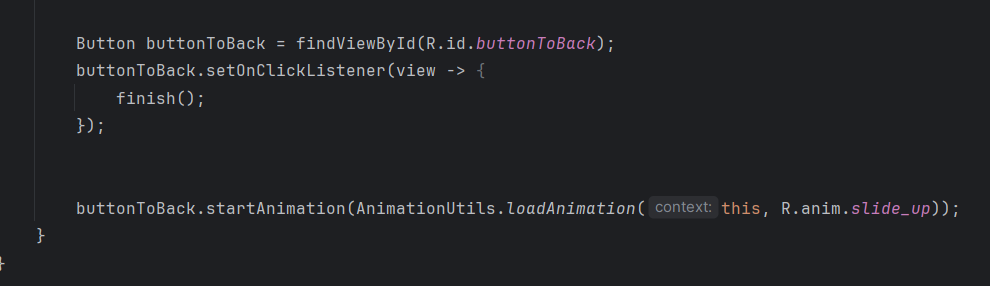 Button buttonToBack = findViewById(R.id.buttonToBack);
buttonToBack.setOnClickListener(view -> {
finish();
});
buttonToBack.startAnimation(AnimationUtils.loadAnimation( context: this, R.anim.slide_up));
}
}